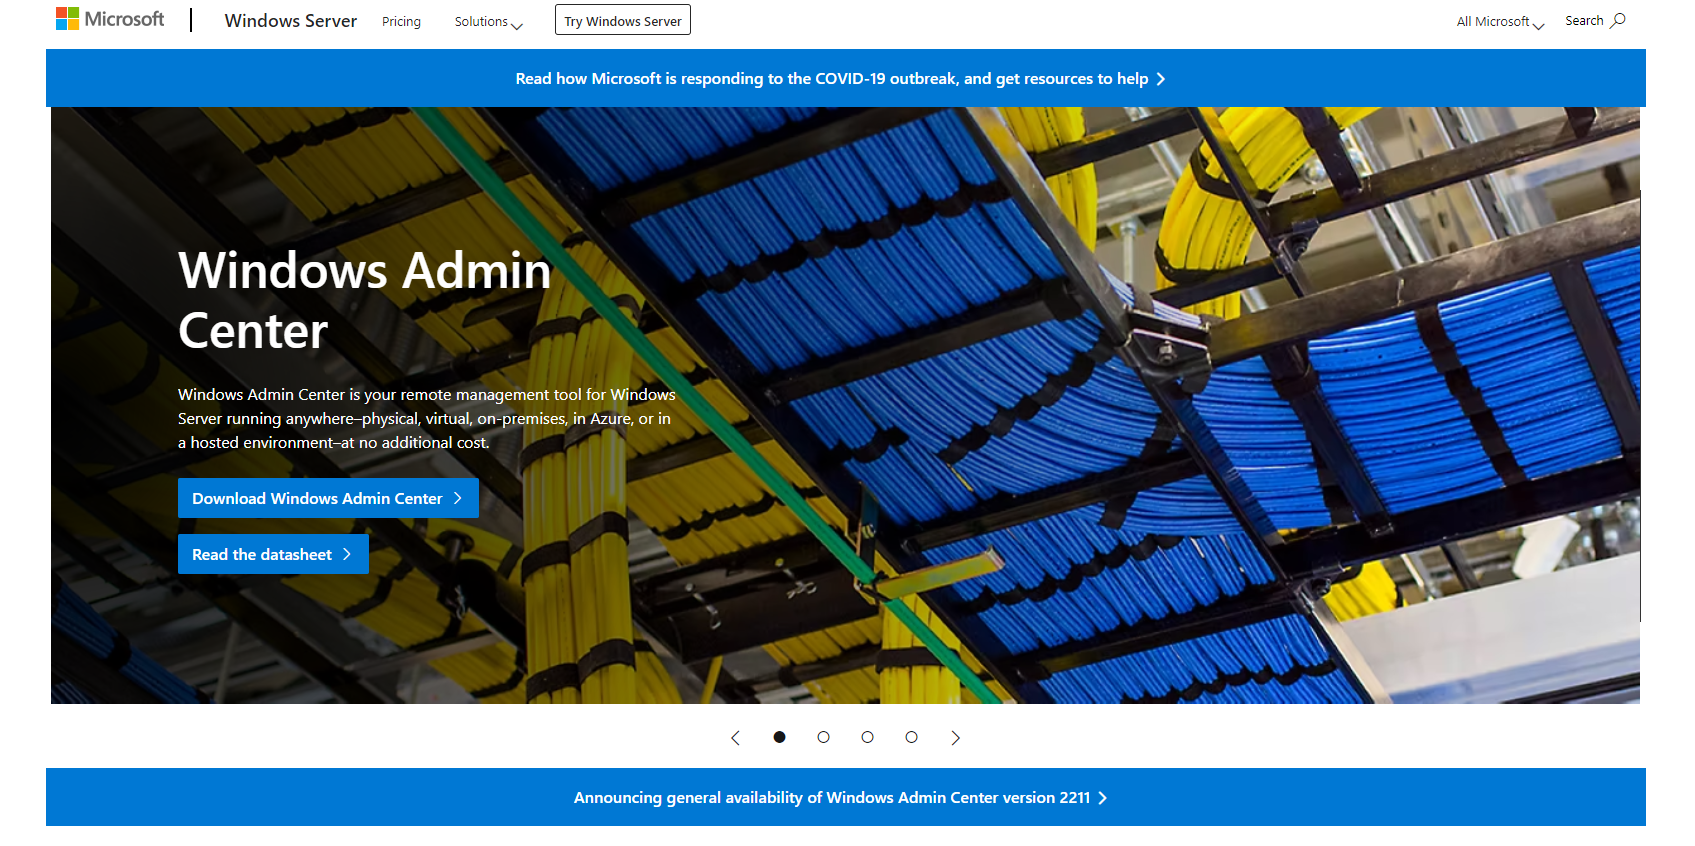 Microsoft
Windows Server
Pricing
Solutions
Try Windows Server
All Microsoft
Search
Read how Microsoft is responding to the COVID-19 outbreak, and get resources to help
Windows Admin
Center
Windows Admin Center is your remote management tool for Windows
Server running anywhere–physical, virtual, on-premises, in Azure, or in
a hosted environment–at no additional cost.
Download Windows Admin Center
Read the datasheet
Announcing general availability of Windows Admin Center version 2211